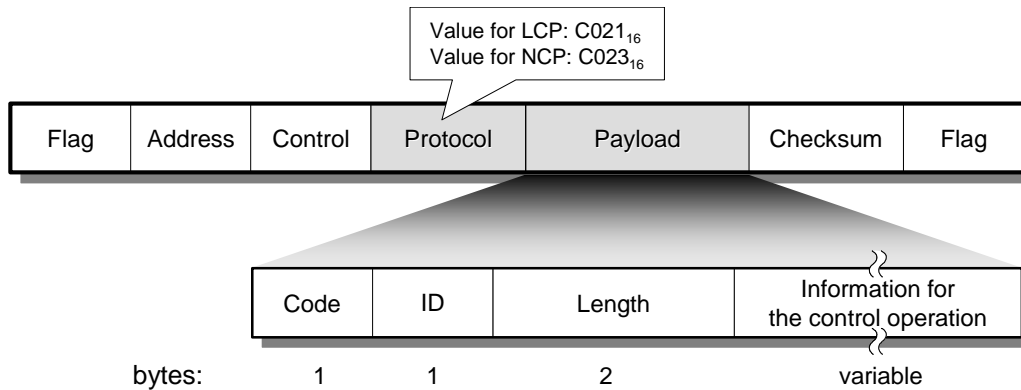 Value for LCP: C021₁₆
Value for NCP: C023₁₆
Flag Address Control Protocol Payload Checksum Flag
Code ID Length Information for
the control operation
bytes: 1 1 2 variable